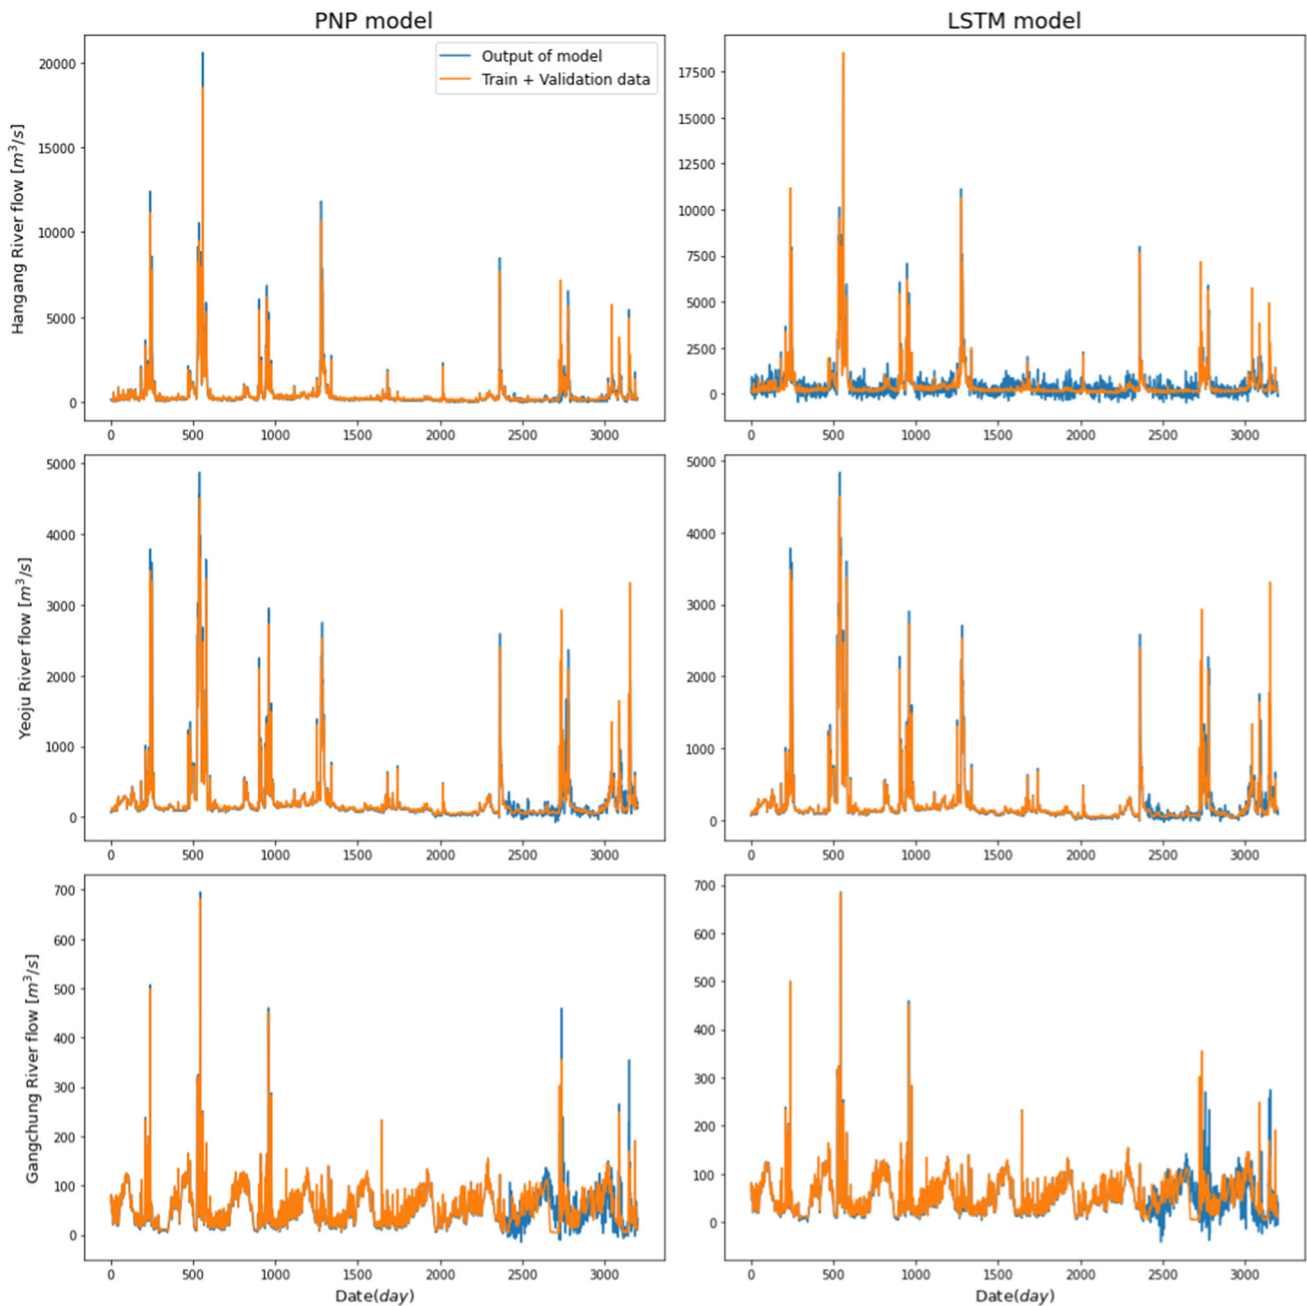 PNP model
LSTM model
Hangang River flow [m³/s]
20000
15000
10000
5000
0
Output of model
Train + Validation data
0 500 1000 1500 2000 2500 3000
17500
15000
12500
10000
7500
5000
2500
0
0 500 1000 1500 2000 2500 3000
Yeoju River flow [m³/s]
5000
4000
3000
2000
1000
0
0 500 1000 1500 2000 2500 3000
5000
4000
3000
2000
1000
0
0 500 1000 1500 2000 2500 3000
Gangchung River flow [m³/s]
700
600
500
400
300
200
100
0
0 500 1000 1500 2000 2500 3000
Date(day)
700
600
500
400
300
200
100
0
0 500 1000 1500 2000 2500 3000
Date(day)